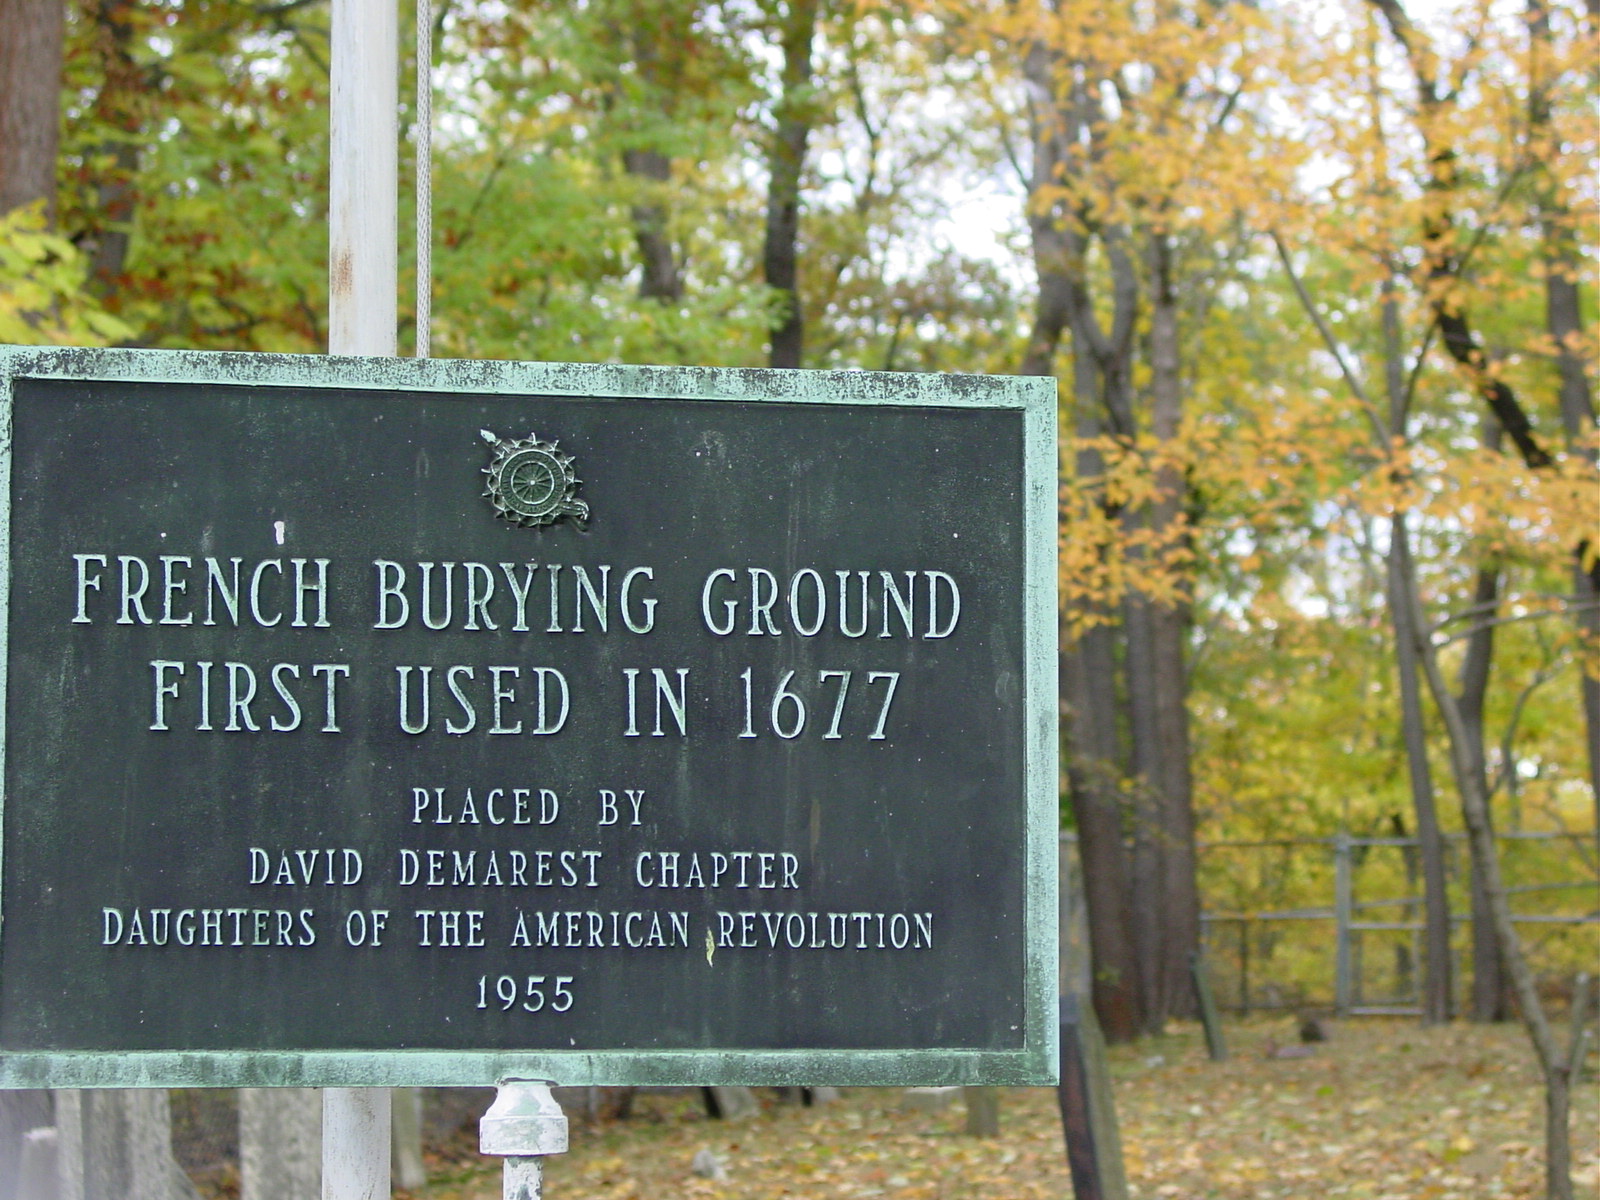 FRENCH BURYING GROUND
FIRST USED IN 1677
PLACED BY
DAVID DEMAREST CHAPTER
DAUGHTERS OF THE AMERICAN REVOLUTION
1955